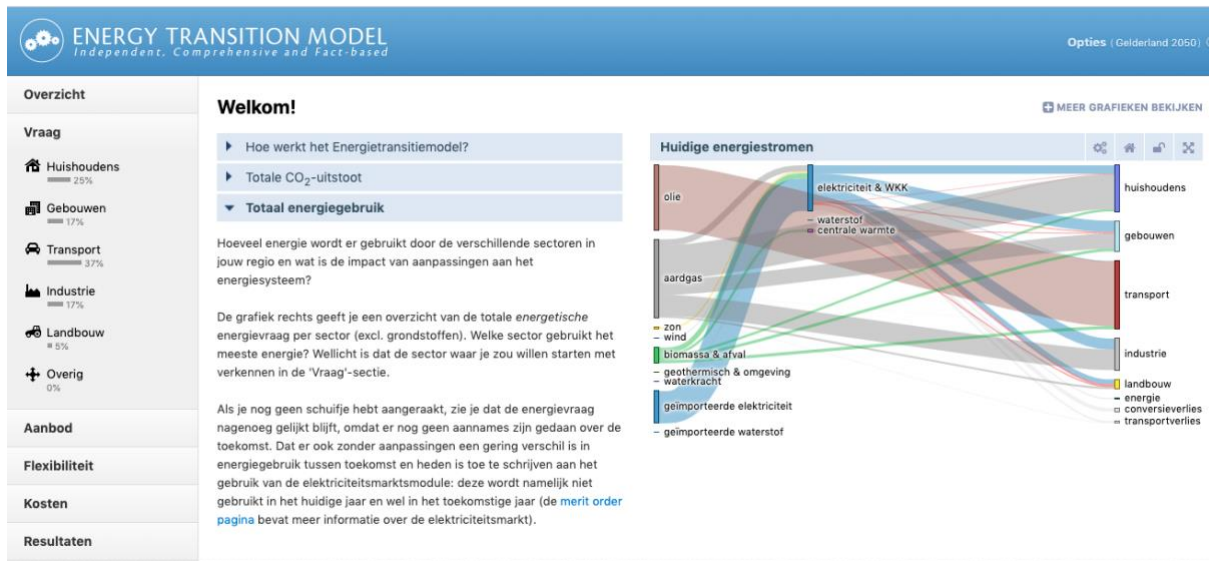 ENERGY TRANSITION MODEL
Independent, Comprehensive and Fact-based
Opties (Gelderland 2050)
Overzicht
Vraag
Huishoudens
25%
Gebouwen
17%
Transport
37%
Industrie
17%
Landbouw
5%
Overig
0%
Aanbod
Flexibiliteit
Kosten
Resultaten
Welkom!
MEER GRAFIEKEN BEKIJKEN
Hoe werkt het Energietransitiemodel?
Totale CO2-uitstoot
Totaal energiegebruik
Hoeveel energie wordt er gebruikt door de verschillende sectoren in
jouw regio en wat is de impact van aanpassingen aan het
energiesysteem?
De grafiek rechts geeft je een overzicht van de totale energetische
energievraag per sector (excl. grondstoffen). Welke sector gebruikt het
meeste energie? Wellicht is dat de sector waar je zou willen starten met
verkennen in de 'Vraag'-sectie.
Als je nog geen schuifje hebt aangeraakt, zie je dat de energievraag
nagenoeg gelijkt blijft, omdat er nog geen aannames zijn gedaan over de
toekomst. Dat er ook zonder aanpassingen een gering verschil is in
energiegebruik tussen toekomst en heden is toe te schrijven aan het
gebruik van de elektriciteitsmarktsmodule: deze wordt namelijk niet
gebruikt in het huidige jaar en wel in het toekomstige jaar (de merit order
pagina bevat meer informatie over de elektriciteitsmarkt).
Huidige energiestromen
olie
aardgas
zon
wind
biomassa & afval
geothermisch & omgeving
waterkracht
geïmporteerde elektriciteit
geïmporteerde waterstof
elektriciteit & WKK
waterstof
centrale warmte
huishoudens
gebouwen
transport
industrie
landbouw
energie
conversieverlies
transportverlies